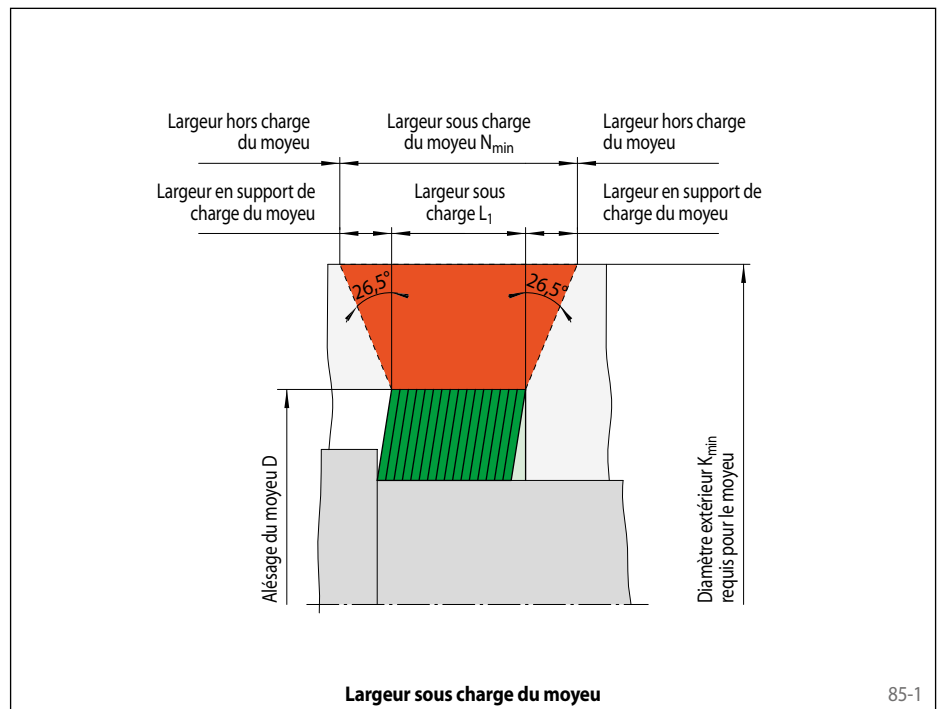 Largeur hors charge
du moyeu
Largeur sous charge
du moyeu Nmin
Largeur hors charge
du moyeu
Largeur en support de
charge du moyeu
Largeur sous
charge L1
Largeur en support de
charge du moyeu
26,5°
26,5°
Alésage du moyeu D
Diamètre extérieur Kmin
requis pour le moyeu
Largeur sous charge du moyeu
85-1